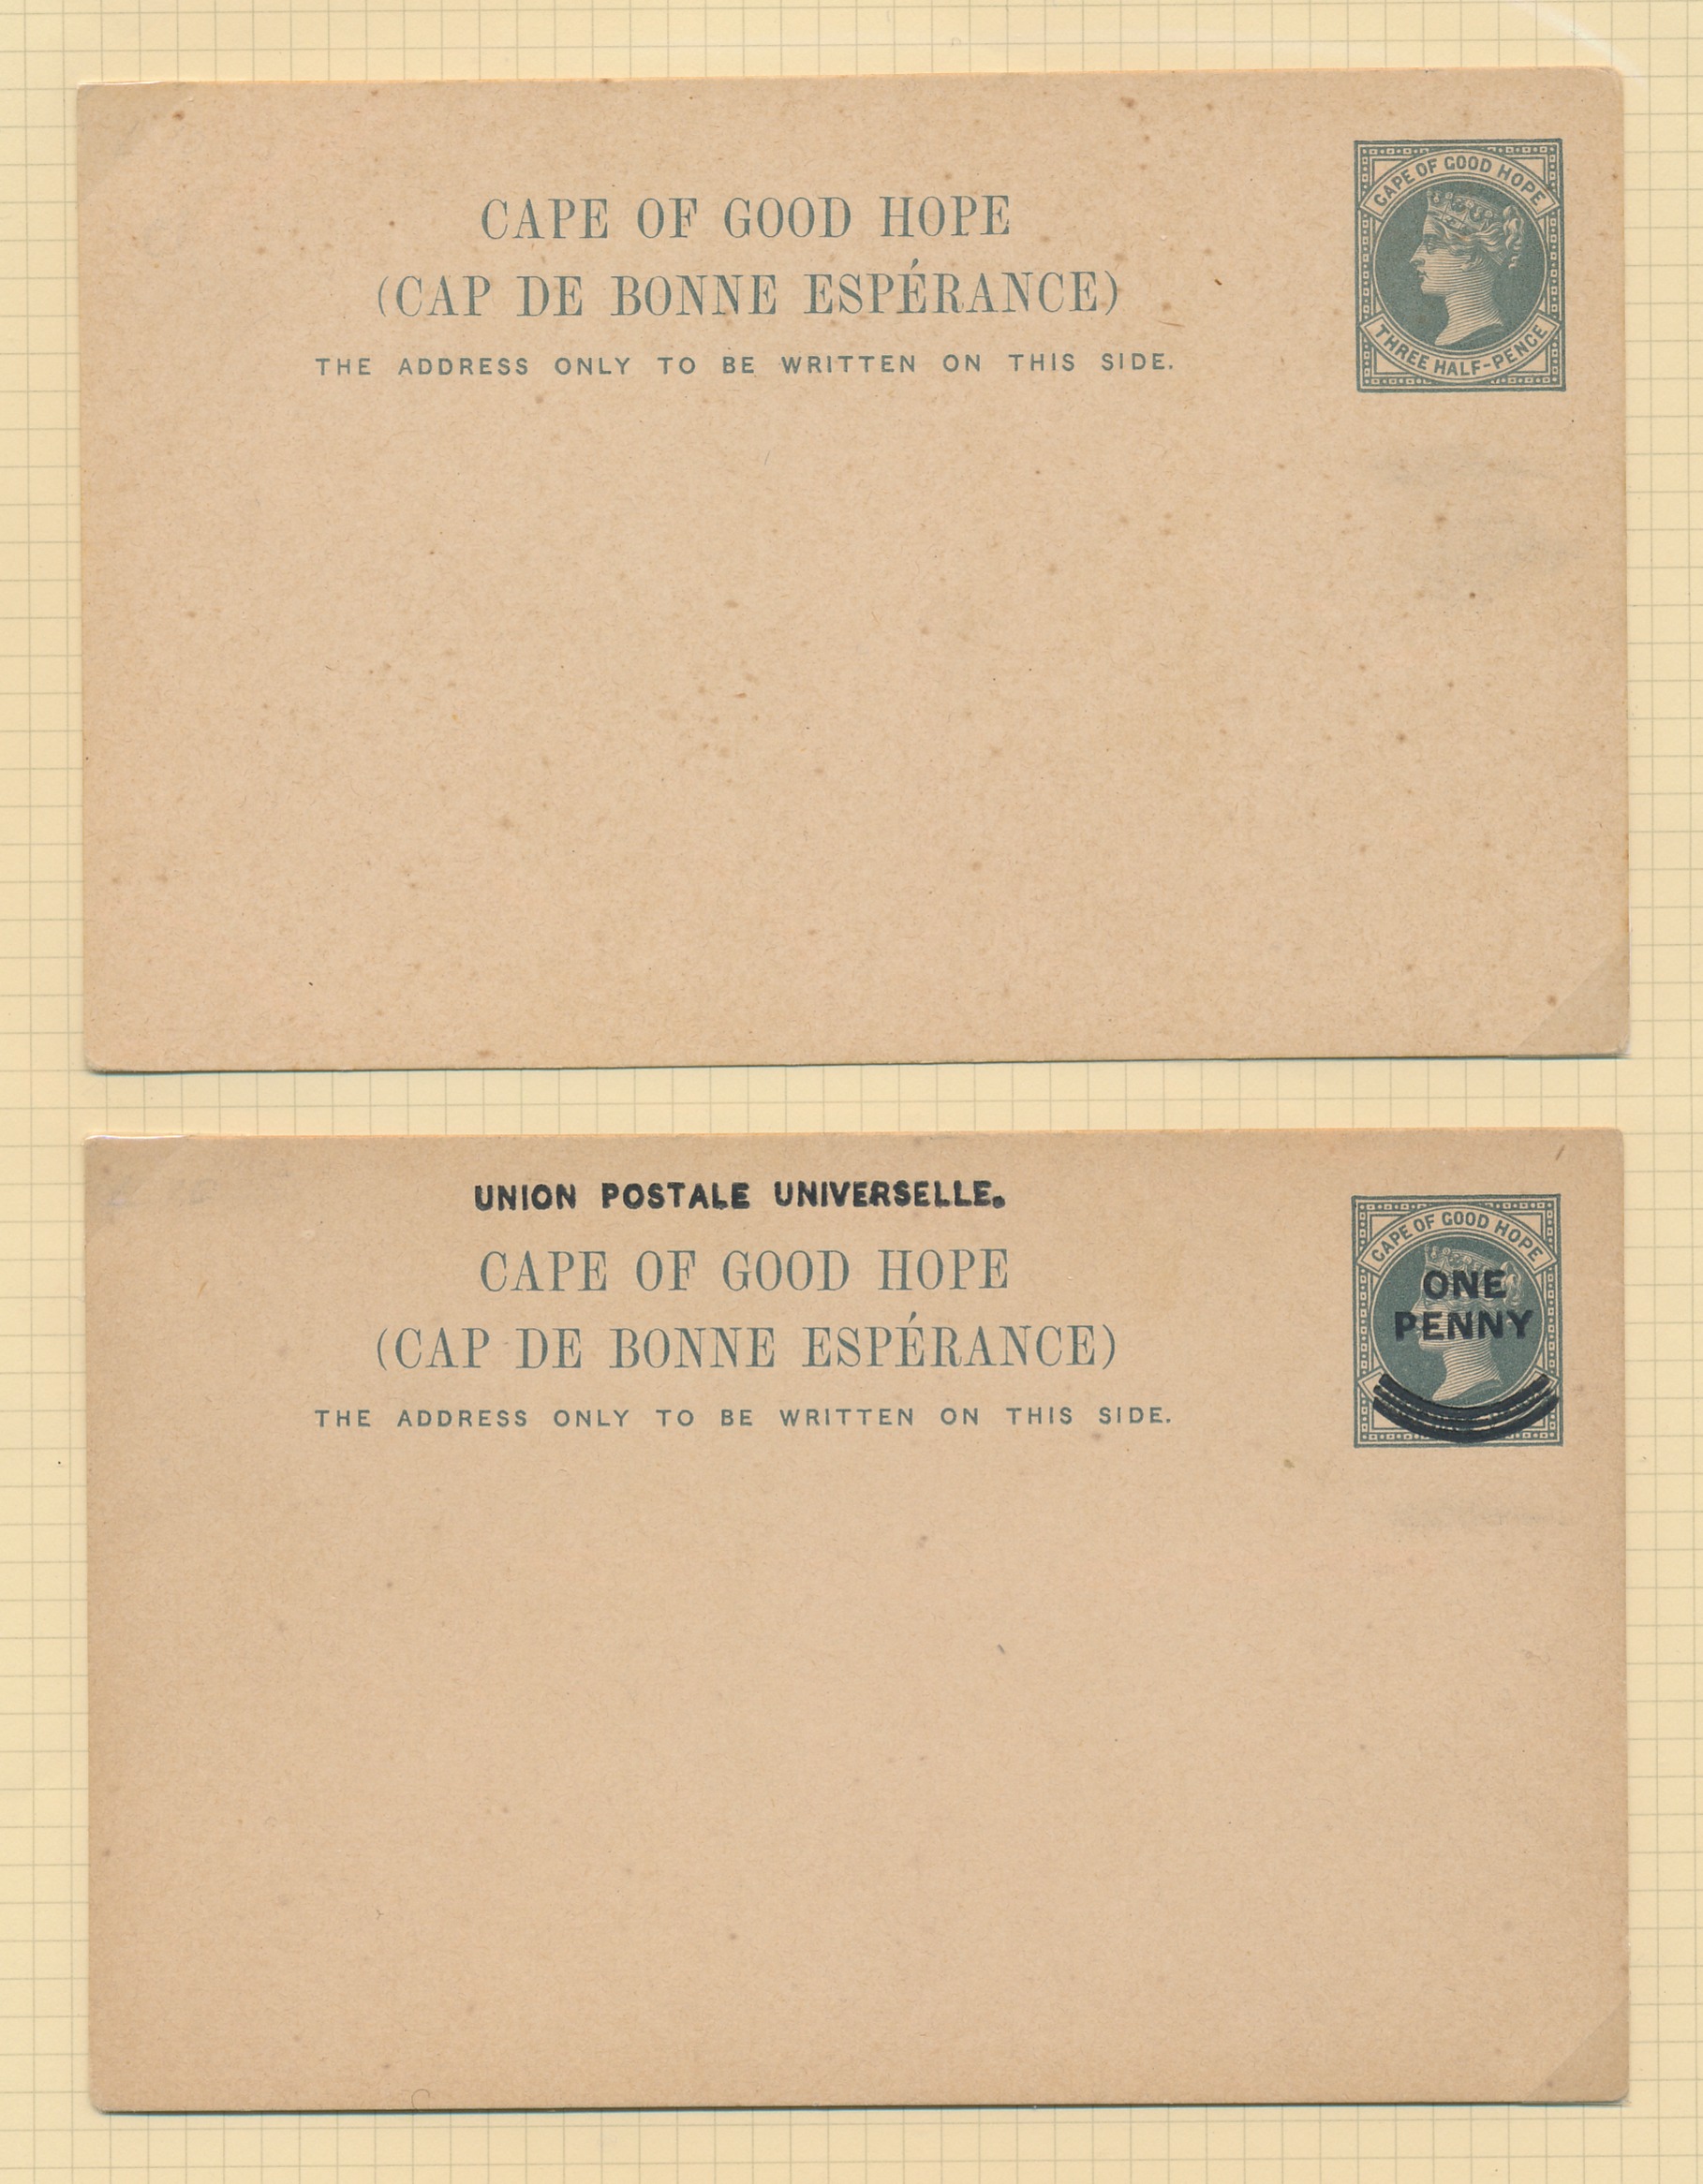 CAPE OF GOOD HOPE
(CAP DE BONNE ESPÉRANCE)
THE ADDRESS ONLY TO BE WRITTEN ON THIS SIDE.
CAPE OF GOOD HOPE
THREE HALF-PENCE
UNION POSTALE UNIVERSELLE.
CAPE OF GOOD HOPE
(CAP DE BONNE ESPÉRANCE)
THE ADDRESS ONLY TO BE WRITTEN ON THIS SIDE.
CAPE OF GOOD HOPE
ONE
PENNY